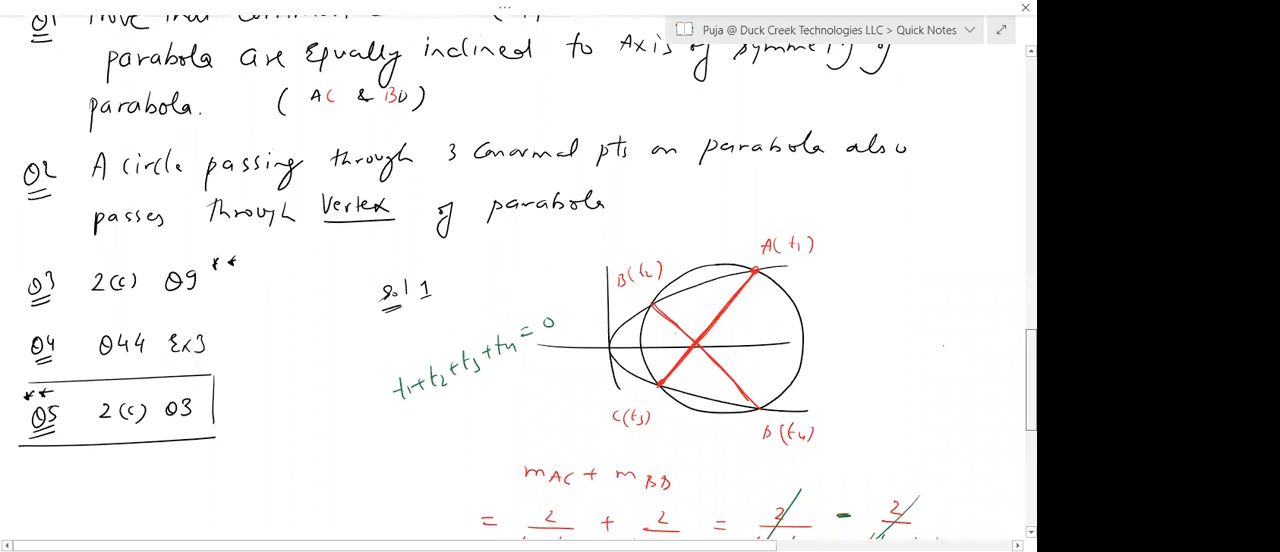 Puja @ Duck Creek Technologies LLC > Quick Notes
Q1
parabola are Equally inclined to Axis of symmetry of
parabola. ( AC & BD )
Q2 A circle passing through 3 Conormal pts on parabola also
passes through Vertex of parabola
Q3 2(c) Q9 **
Q4 Q44 Ex3
**
Q5 2(c) Q3
Sol 1
t1+t2+t3+t4=0
A(t1)
B(t2)
C(t3)
D(t4)
mAC + mBD
= 2 + 2 = 2 - 2